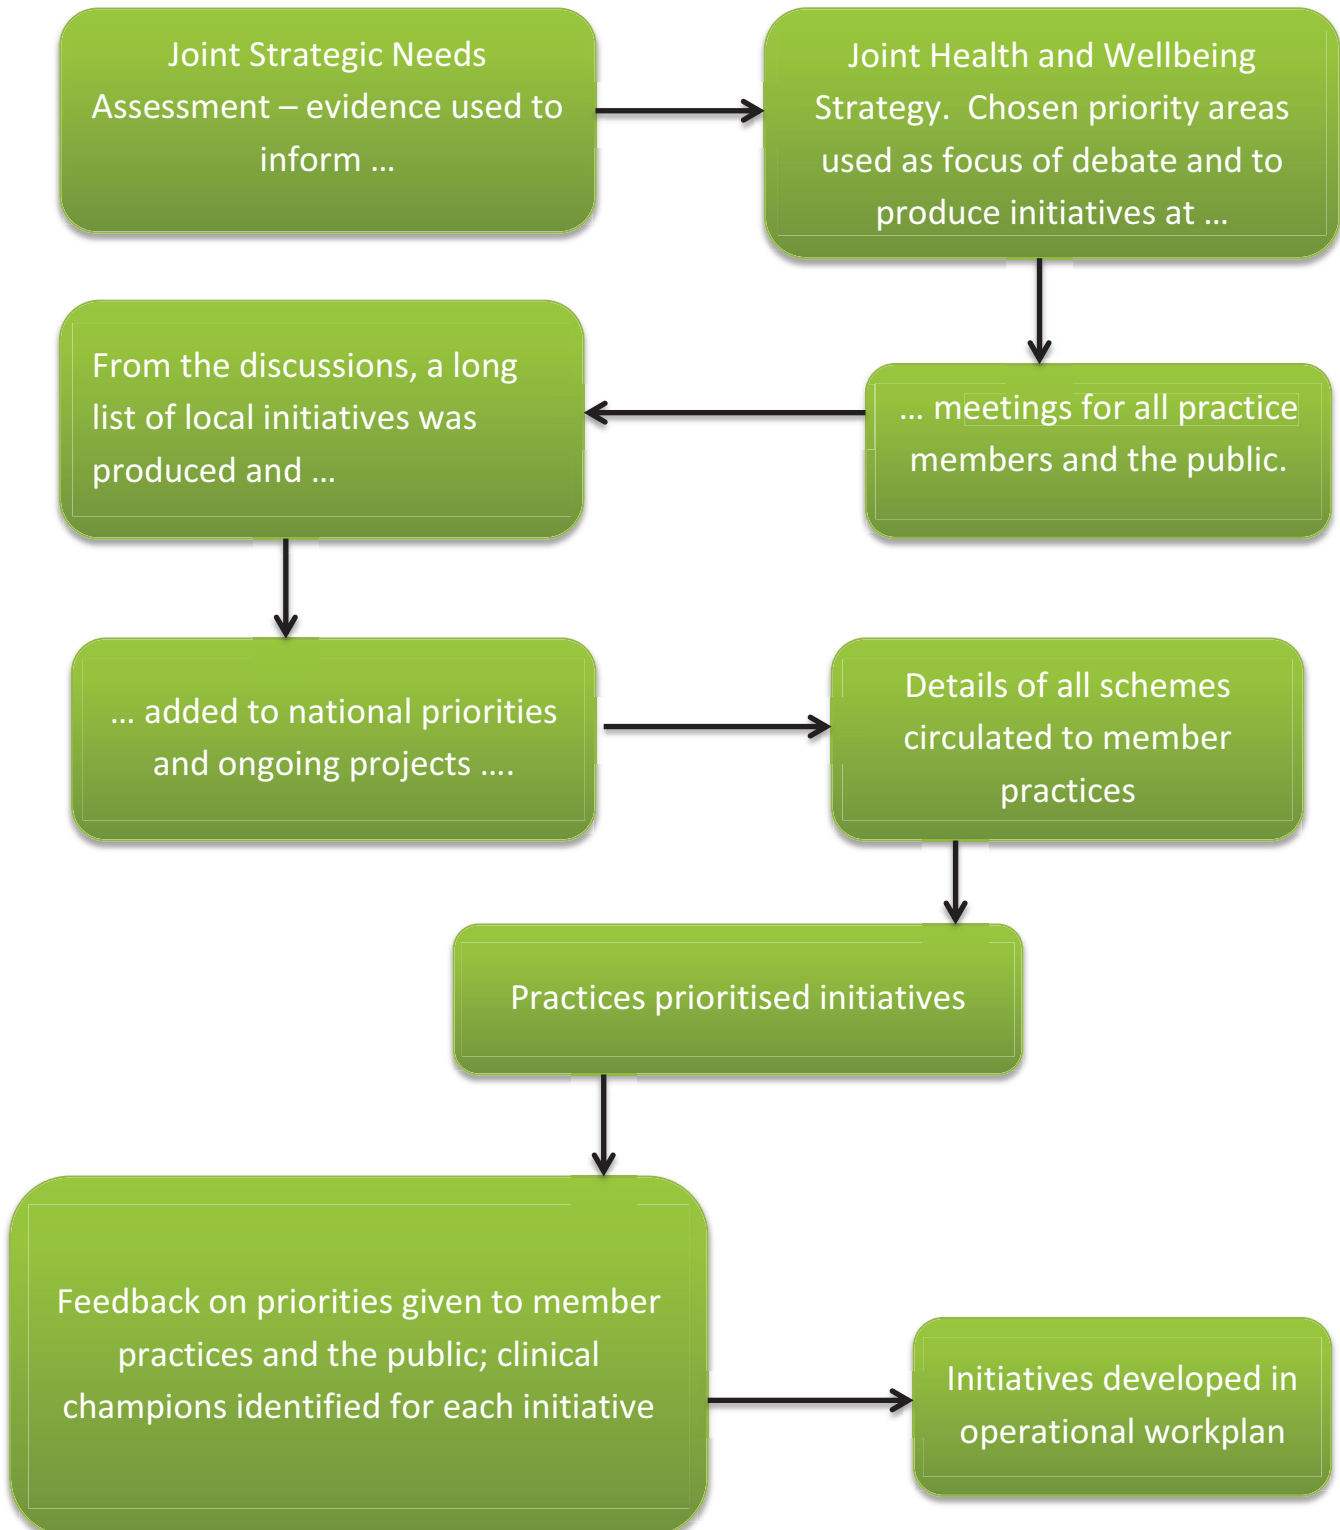 Joint Strategic Needs
Assessment – evidence used to
inform …
Joint Health and Wellbeing
Strategy.  Chosen priority areas
used as focus of debate and to
produce initiatives at …
… meetings for all practice
members and the public.
From the discussions, a long
list of local initiatives was
produced and …
… added to national priorities
and ongoing projects ….
Details of all schemes
circulated to member
practices
Practices prioritised initiatives
Feedback on priorities given to member
practices and the public; clinical
champions identified for each initiative
Initiatives developed in
operational workplan